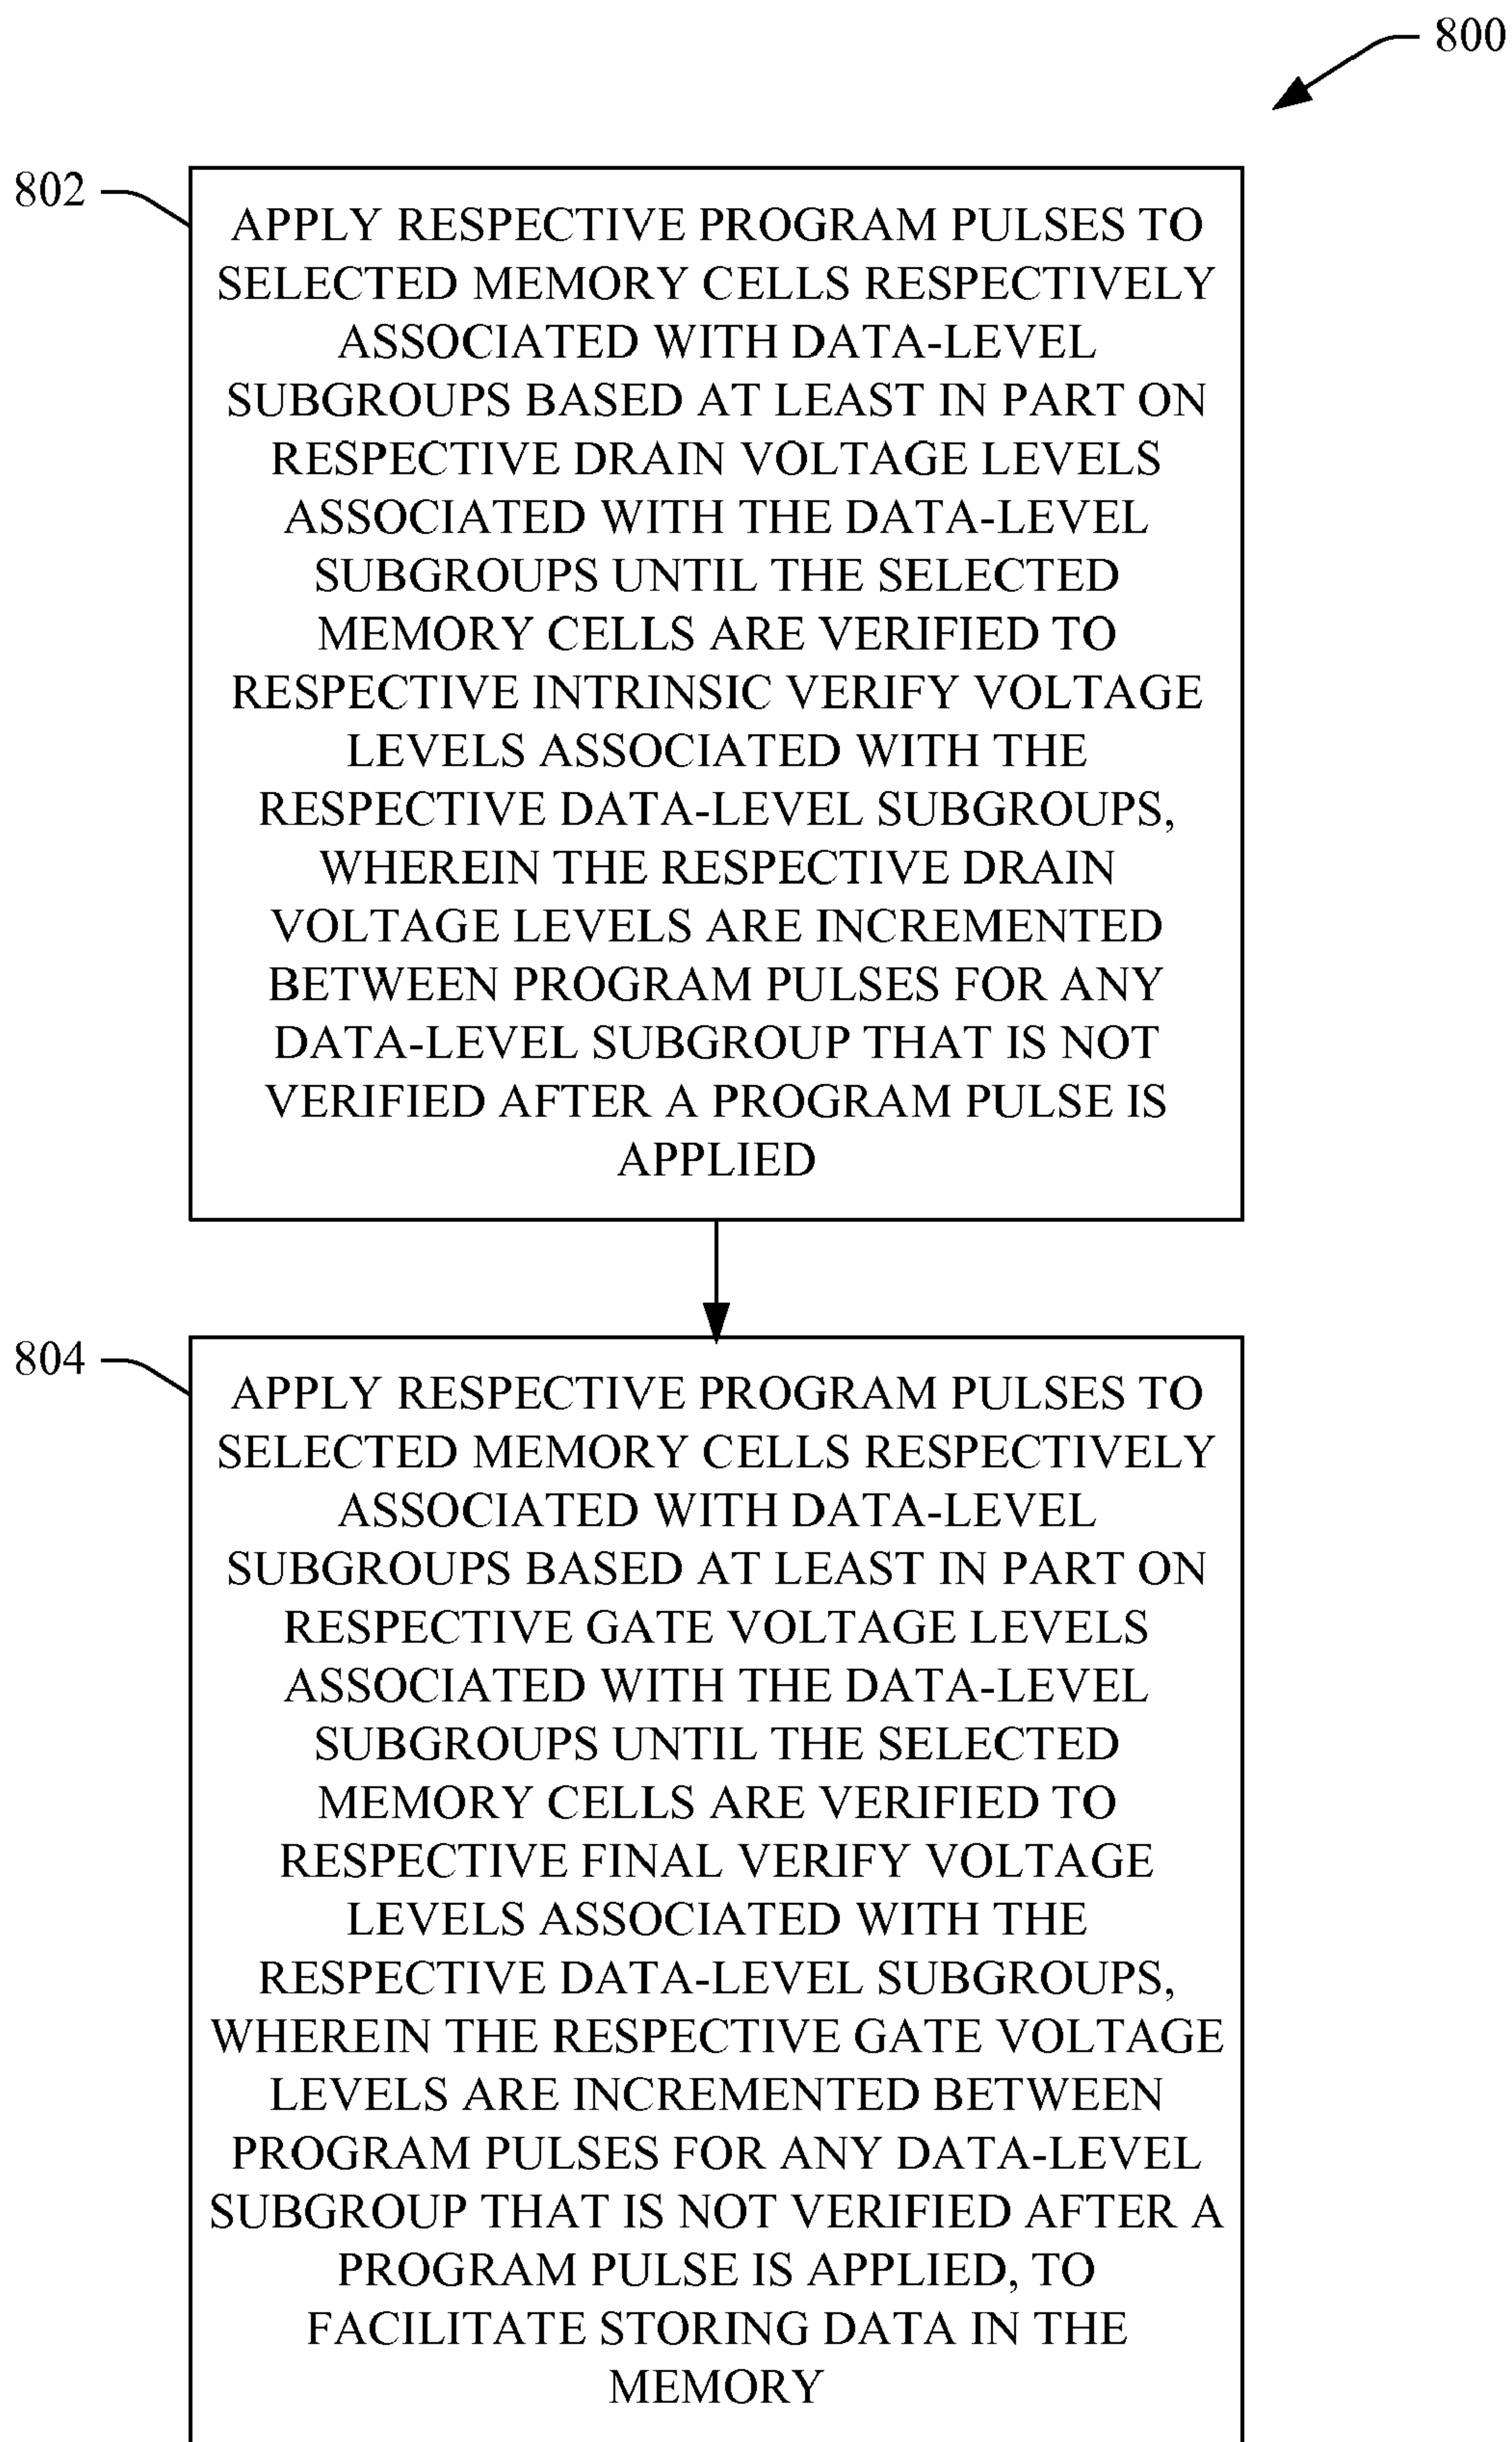 800
802
APPLY RESPECTIVE PROGRAM PULSES TO
SELECTED MEMORY CELLS RESPECTIVELY
ASSOCIATED WITH DATA-LEVEL
SUBGROUPS BASED AT LEAST IN PART ON
RESPECTIVE DRAIN VOLTAGE LEVELS
ASSOCIATED WITH THE DATA-LEVEL
SUBGROUPS UNTIL THE SELECTED
MEMORY CELLS ARE VERIFIED TO
RESPECTIVE INTRINSIC VERIFY VOLTAGE
LEVELS ASSOCIATED WITH THE
RESPECTIVE DATA-LEVEL SUBGROUPS,
WHEREIN THE RESPECTIVE DRAIN
VOLTAGE LEVELS ARE INCREMENTED
BETWEEN PROGRAM PULSES FOR ANY
DATA-LEVEL SUBGROUP THAT IS NOT
VERIFIED AFTER A PROGRAM PULSE IS
APPLIED
804
APPLY RESPECTIVE PROGRAM PULSES TO
SELECTED MEMORY CELLS RESPECTIVELY
ASSOCIATED WITH DATA-LEVEL
SUBGROUPS BASED AT LEAST IN PART ON
RESPECTIVE GATE VOLTAGE LEVELS
ASSOCIATED WITH THE DATA-LEVEL
SUBGROUPS UNTIL THE SELECTED
MEMORY CELLS ARE VERIFIED TO
RESPECTIVE FINAL VERIFY VOLTAGE
LEVELS ASSOCIATED WITH THE
RESPECTIVE DATA-LEVEL SUBGROUPS,
WHEREIN THE RESPECTIVE GATE VOLTAGE
LEVELS ARE INCREMENTED BETWEEN
PROGRAM PULSES FOR ANY DATA-LEVEL
SUBGROUP THAT IS NOT VERIFIED AFTER A
PROGRAM PULSE IS APPLIED, TO
FACILITATE STORING DATA IN THE
MEMORY